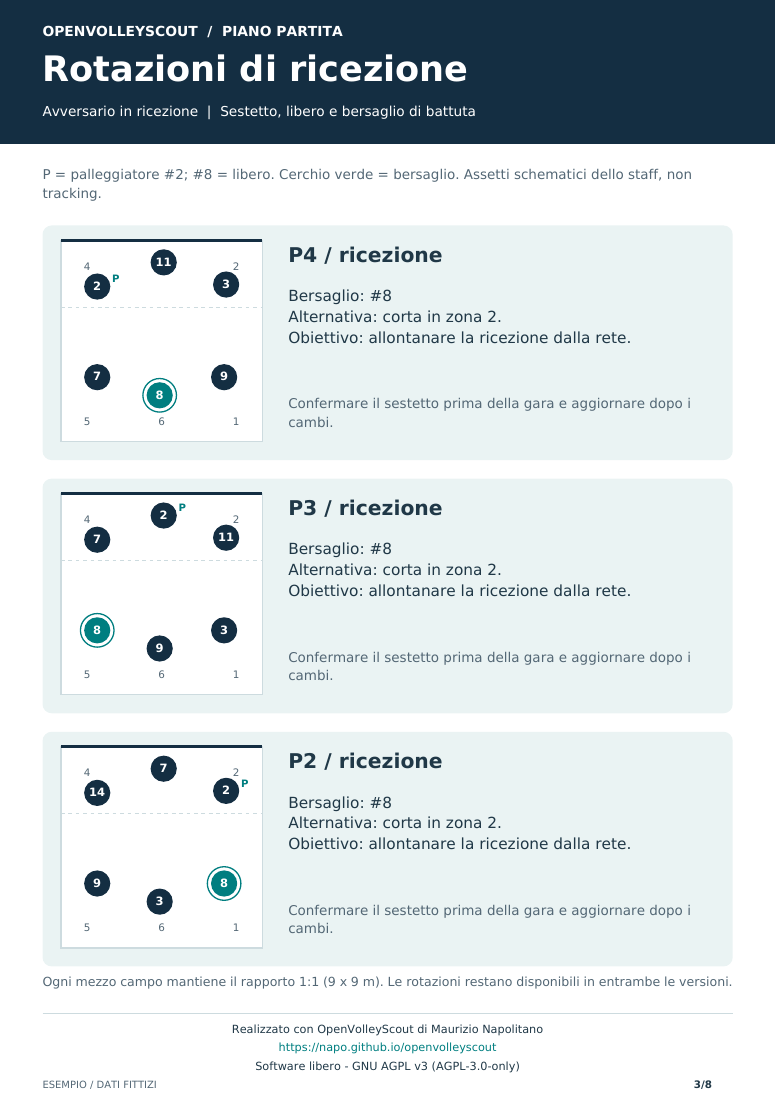 OPENVOLLEYSCOUT / PIANO PARTITA
Rotazioni di ricezione
Avversario in ricezione | Sestetto, libero e bersaglio di battuta
P = palleggiatore #2; #8 = libero. Cerchio verde = bersaglio. Assetti schematici dello staff, non
tracking.
P4 / ricezione
4 11 2
2 P 3
Bersaglio: #8
Alternativa: corta in zona 2.
Obiettivo: allontanare la ricezione dalla rete.
7 8 9
5 6 1
Confermare il sestetto prima della gara e aggiornare dopo i
cambi.
P3 / ricezione
4 2 P 2
7 11
Bersaglio: #8
Alternativa: corta in zona 2.
Obiettivo: allontanare la ricezione dalla rete.
8 9 3
5 6 1
Confermare il sestetto prima della gara e aggiornare dopo i
cambi.
P2 / ricezione
4 7 2
14 2 P
Bersaglio: #8
Alternativa: corta in zona 2.
Obiettivo: allontanare la ricezione dalla rete.
9 3 8
5 6 1
Confermare il sestetto prima della gara e aggiornare dopo i
cambi.
Ogni mezzo campo mantiene il rapporto 1:1 (9 x 9 m). Le rotazioni restano disponibili in entrambe le versioni.
Realizzato con OpenVolleyScout di Maurizio Napolitano
https://napo.github.io/openvolleyscout
Software libero - GNU AGPL v3 (AGPL-3.0-only)
ESEMPIO / DATI FITTIZI
3/8